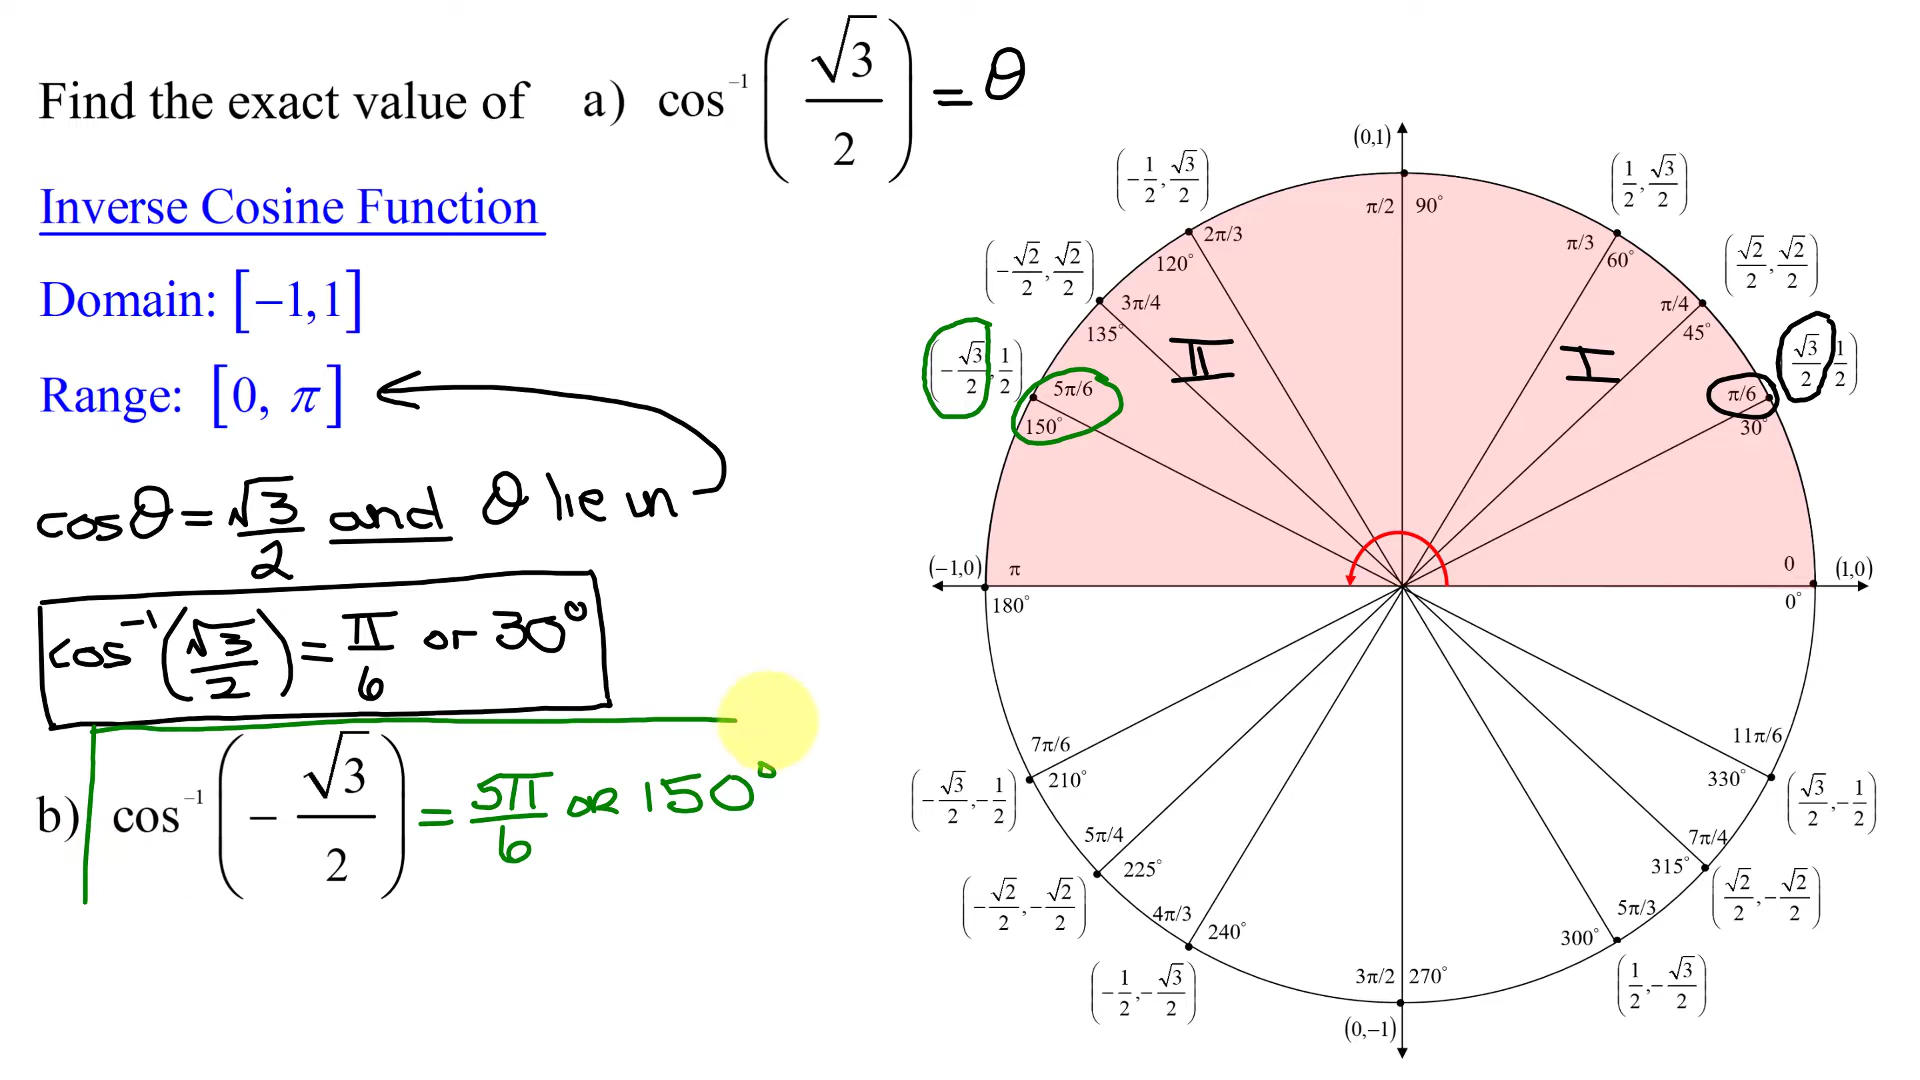 Find the exact value of a) cos⁻¹(√3/2) = θ
Inverse Cosine Function
Domain: [−1,1]
Range: [0, π]
cosθ = √3/2 and θ lie in
cos⁻¹(√3/2) = π/6 or 30°
b) cos⁻¹(−√3/2) = 5π/6 OR 150°
(0,1)
(−1/2, √3/2)
(1/2, √3/2)
π/2 90°
2π/3
120°
π/3
60°
(−√2/2, √2/2)
(√2/2, √2/2)
3π/4
135°
π/4
45°
II
I
(−√3/2, 1/2)
(√3/2, 1/2)
5π/6
150°
π/6
30°
(−1,0) π
180°
0 (1,0)
0°
7π/6
210°
11π/6
330°
(−√3/2, −1/2)
(√3/2, −1/2)
5π/4
225°
7π/4
315°
(−√2/2, −√2/2)
(√2/2, −√2/2)
4π/3
240°
5π/3
300°
(−1/2, −√3/2)
(1/2, −√3/2)
3π/2 270°
(0,−1)